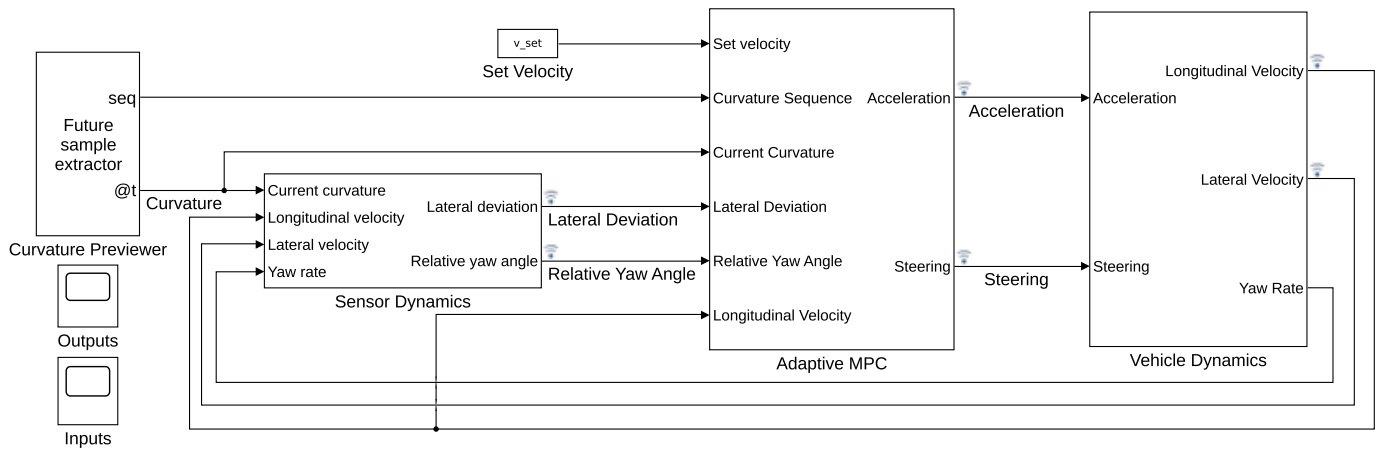 v_set
Set Velocity
seq
Future
sample
extractor
@t
Curvature
Curvature Previewer
Outputs
Inputs
Current curvature
Longitudinal velocity
Lateral velocity
Yaw rate
Lateral deviation
Relative yaw angle
Sensor Dynamics
Lateral Deviation
Relative Yaw Angle
Set velocity
Curvature Sequence
Current Curvature
Lateral Deviation
Relative Yaw Angle
Longitudinal Velocity
Acceleration
Steering
Adaptive MPC
Acceleration
Steering
Acceleration
Steering
Longitudinal Velocity
Lateral Velocity
Yaw Rate
Vehicle Dynamics